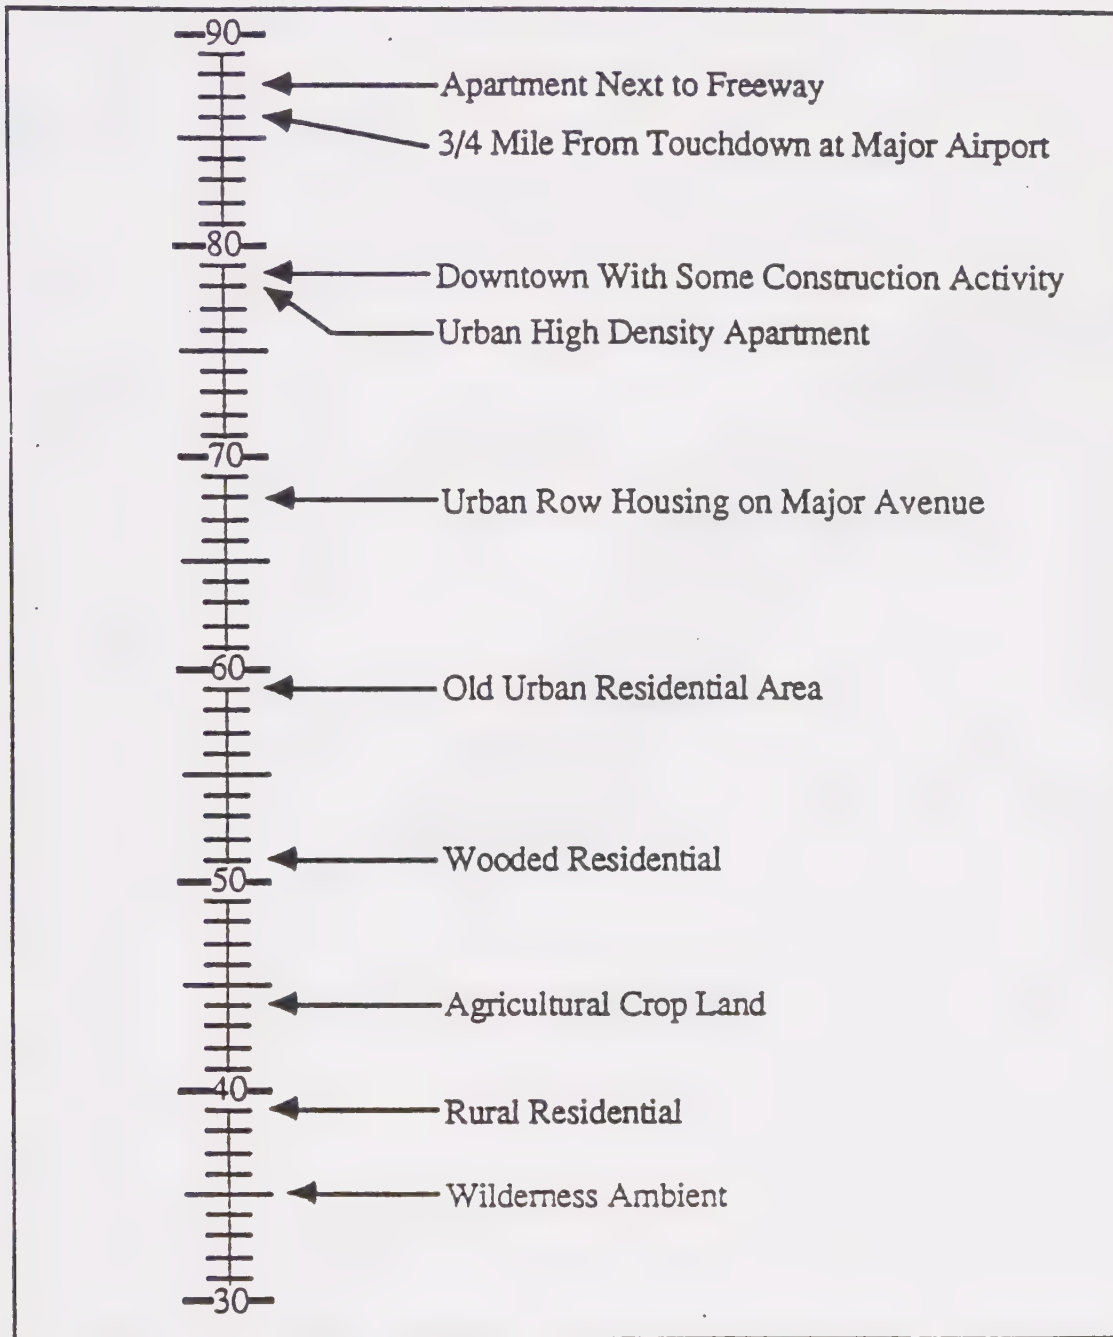 90
Apartment Next to Freeway
3/4 Mile From Touchdown at Major Airport
80
Downtown With Some Construction Activity
Urban High Density Apartment
70
Urban Row Housing on Major Avenue
60
Old Urban Residential Area
Wooded Residential
50
Agricultural Crop Land
40
Rural Residential
Wilderness Ambient
30